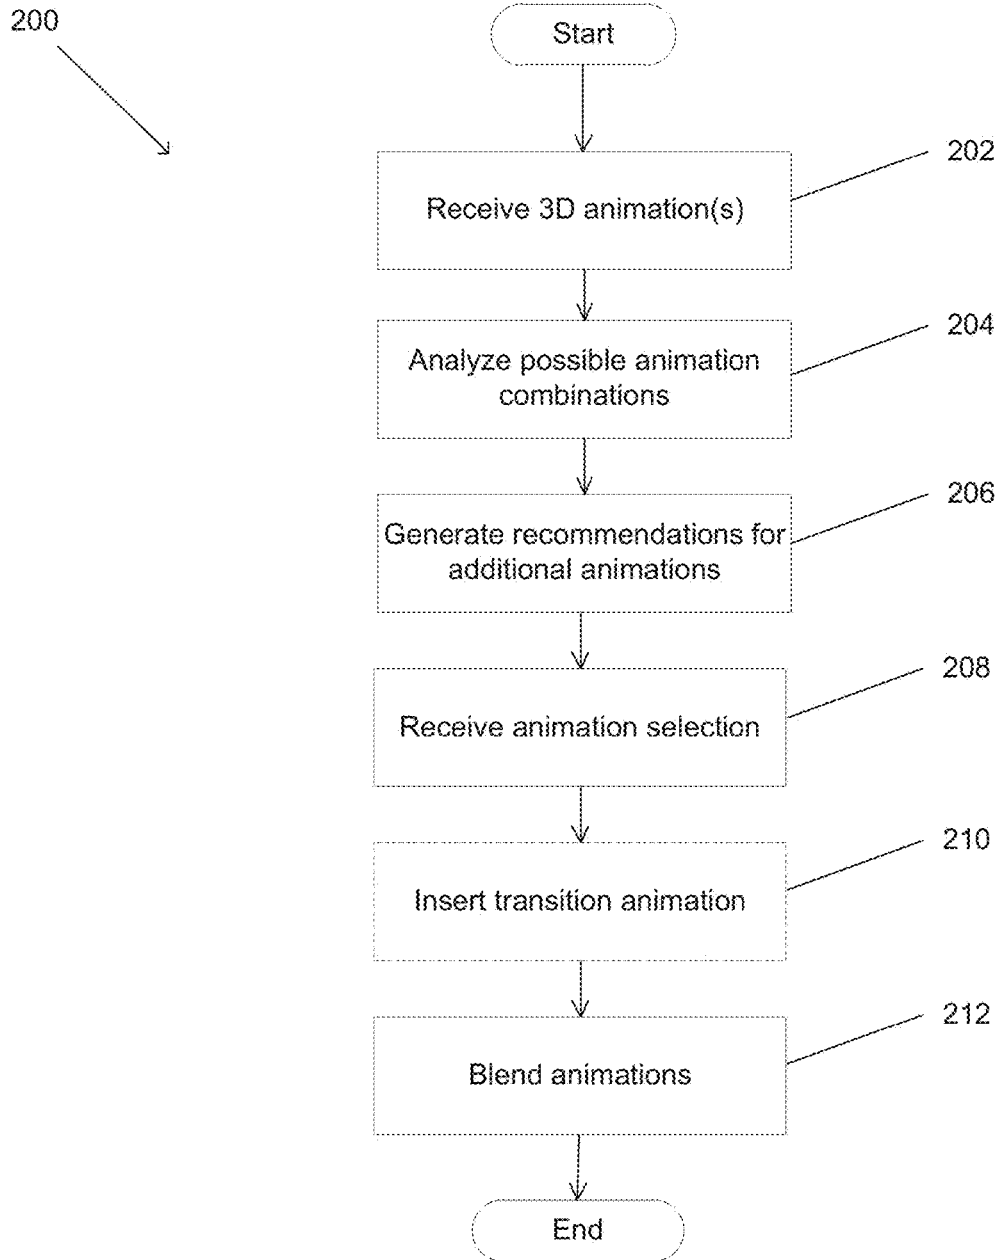 200
Start
202
Receive 3D animation(s)
204
Analyze possible animation
combinations
206
Generate recommendations for
additional animations
208
Receive animation selection
210
Insert transition animation
212
Blend animations
End